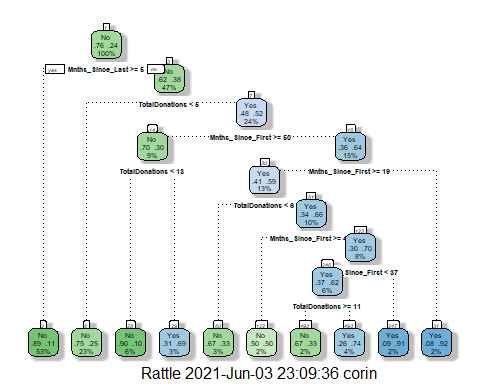 No
.76 .24
100%
yes Mnths_Since_Last >= 5 no
No
.62 .38
47%
TotalDonations < 5
7
Yes
.48 .52
24%
Mnths_Since_First >= 50
No
.70 .30
9%
Yes
.36 .64
15%
TotalDonations < 13
Mnths_Since_First >= 19
Yes
.41 .59
13%
TotalDonations < 6
Yes
.34 .66
10%
Mnths_Since_First >=
Yes
.30 .70
8%
Since_First < 37
Yes
.37 .62
6%
TotalDonations >= 11
No
.89 .11
53%
No
.75 .25
23%
No
.90 .10
6%
Yes
.31 .69
3%
No
.67 .33
3%
No
.50 .50
2%
No
.67 .33
2%
Yes
.26 .74
4%
Yes
.09 .91
2%
Yes
.08 .92
2%
Rattle 2021-Jun-03 23:09:36 corin